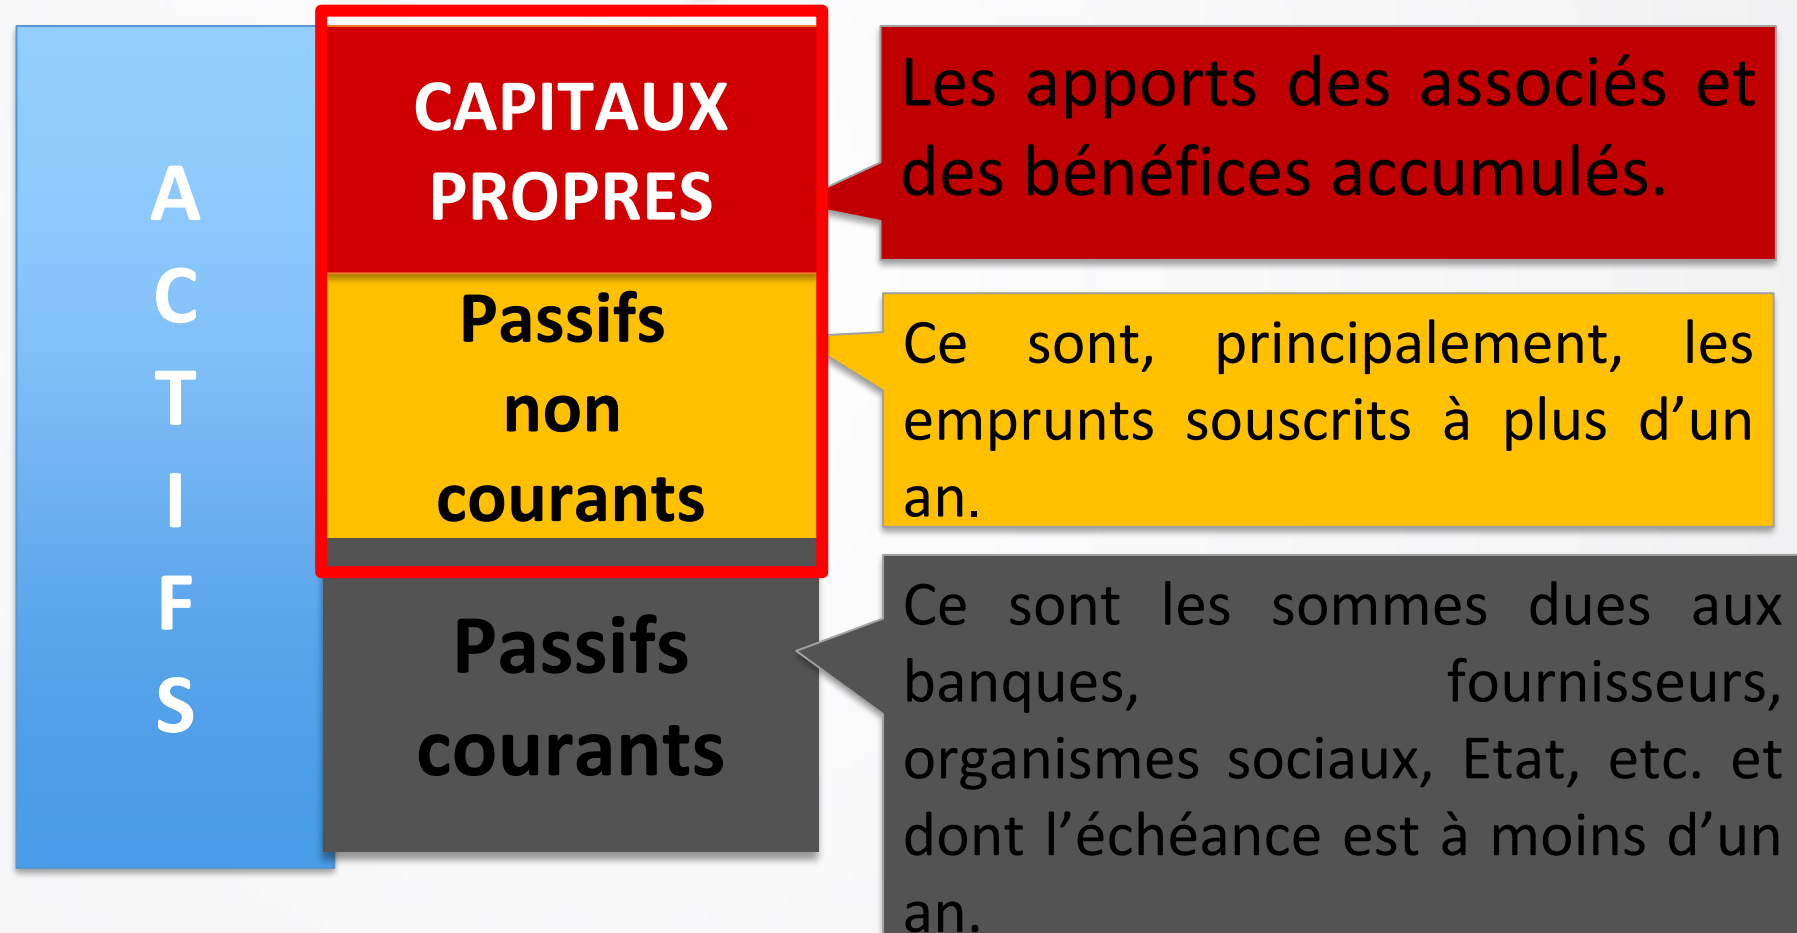 A
C
T
I
F
S
CAPITAUX
PROPRES
Passifs
non
courants
Passifs
courants
Les apports des associés et
des bénéfices accumulés.
Ce sont, principalement, les
emprunts souscrits à plus d’un
an.
Ce sont les sommes dues aux
banques, fournisseurs,
organismes sociaux, Etat, etc. et
dont l’échéance est à moins d’un
an.